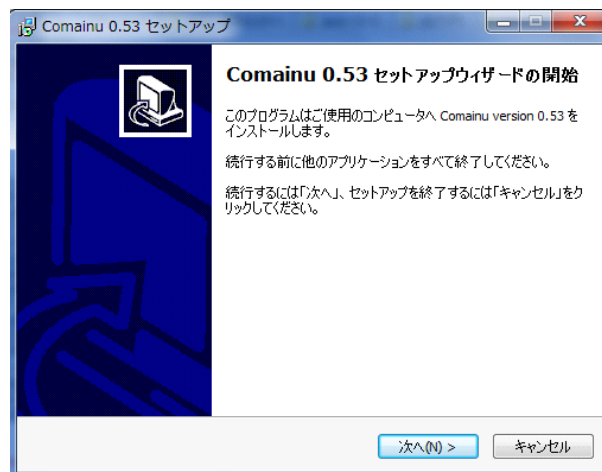 Comainu 0.53 セットアップ
Comainu 0.53 セットアップウィザードの開始
このプログラムはご使用のコンピュータへ Comainu version 0.53 を
インストールします。
続行する前に他のアプリケーションをすべて終了してください。
続行するには「次へ」、セットアップを終了するには「キャンセル」をク
リックしてください。
次へ(N) >
キャンセル